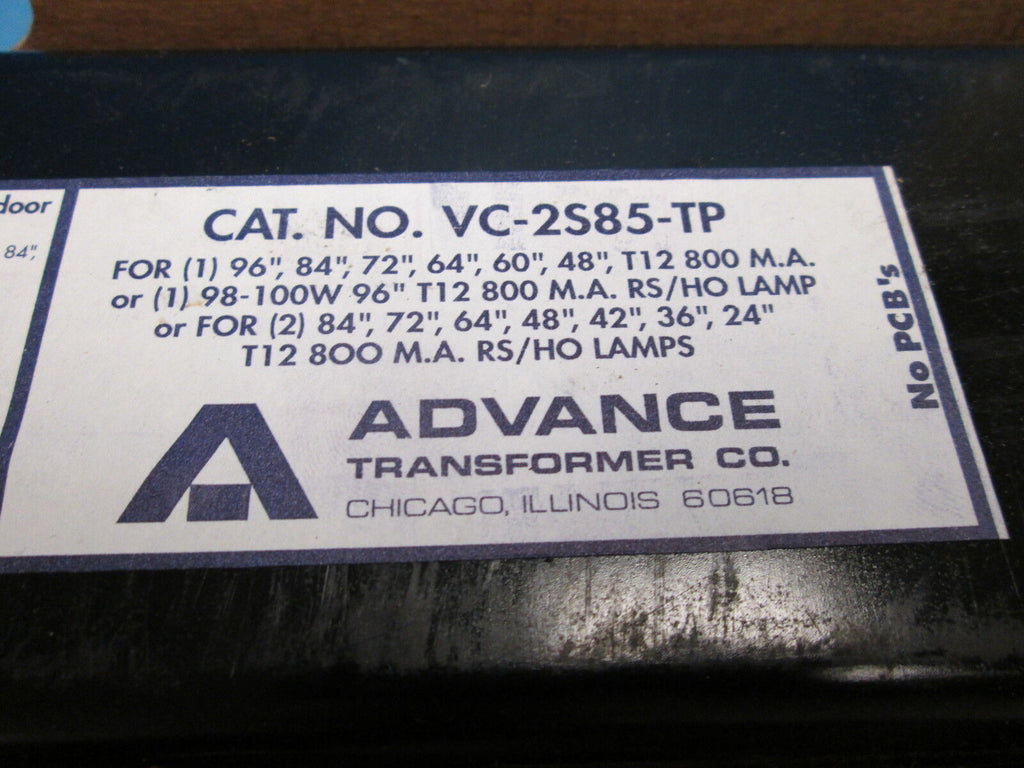 door
84",
CAT. NO. VC-2S85-TP
FOR (1) 96", 84", 72", 64", 60", 48", T12 800 M.A.
or (1) 98-100W 96" T12 800 M.A. RS/HO LAMP
or FOR (2) 84", 72", 64", 48", 42", 36", 24"
T12 800 M.A. RS/HO LAMPS
ADVANCE
TRANSFORMER CO.
CHICAGO, ILLINOIS 60618
No PCB's